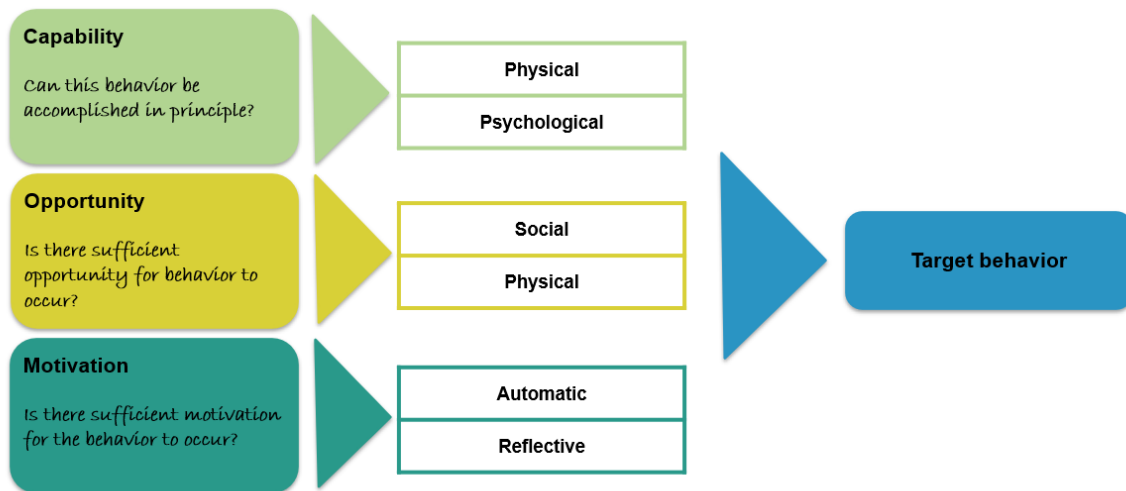 Capability
Can this behavior be
accomplished in principle?
Physical
Psychological
Opportunity
Is there sufficient
opportunity for behavior to
occur?
Social
Physical
Target behavior
Motivation
Is there sufficient motivation
for the behavior to occur?
Automatic
Reflective